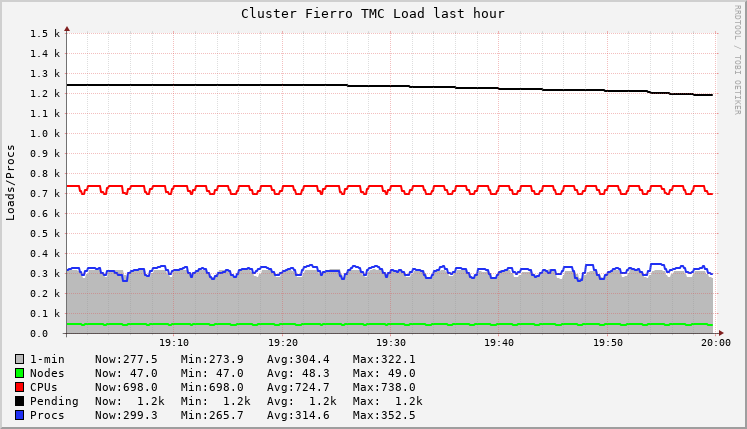 Cluster Fierro TMC Load last hour
RRDTOOL / TOBI OETIKER
Loads/Procs
1.5 k
1.4 k
1.3 k
1.2 k
1.1 k
1.0 k
0.9 k
0.8 k
0.7 k
0.6 k
0.5 k
0.4 k
0.3 k
0.2 k
0.1 k
0.0
19:10 19:20 19:30 19:40 19:50 20:00
1-min Now:277.5 Min:273.9 Avg:304.4 Max:322.1
Nodes Now: 47.0 Min: 47.0 Avg: 48.3 Max: 49.0
CPUs Now:698.0 Min:698.0 Avg:724.7 Max:738.0
Pending Now: 1.2k Min: 1.2k Avg: 1.2k Max: 1.2k
Procs Now:299.3 Min:265.7 Avg:314.6 Max:352.5